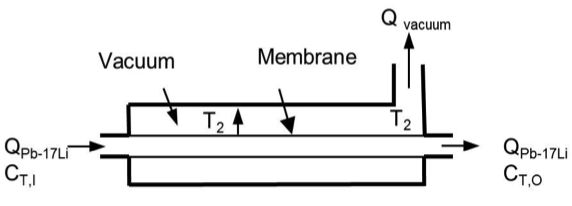 Q vacuum
Vacuum
Membrane
T2
T2
QPb-17Li
CT,I
QPb-17Li
CT,O